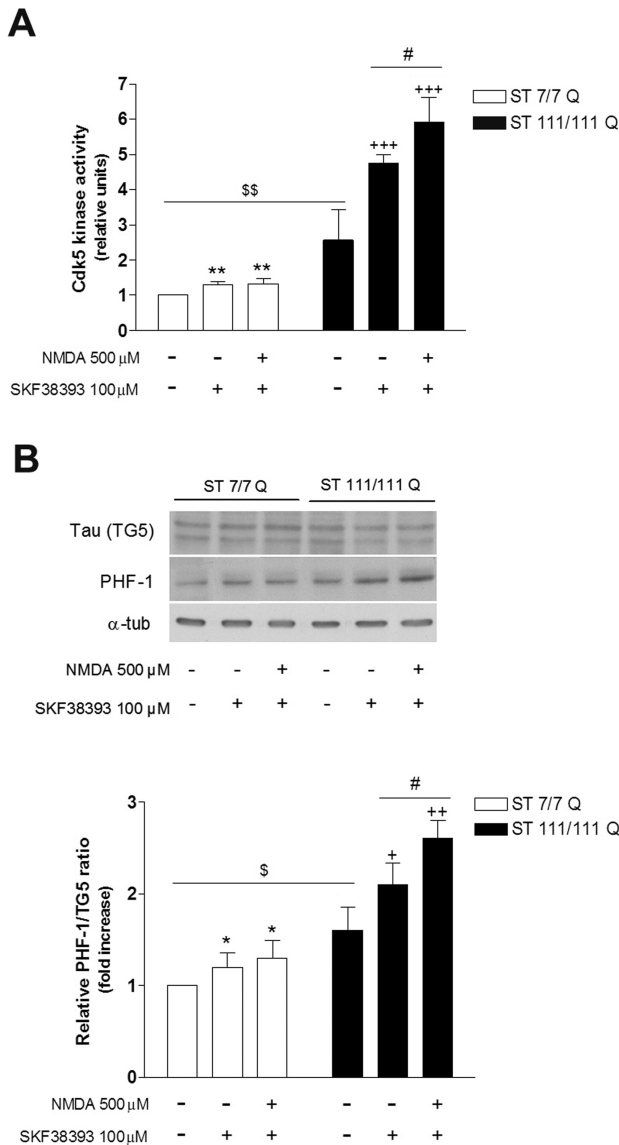 A
#
7
+++
ST 7/7 Q
6
ST 111/111 Q
+++
5
4
$$
3
2
** **
1
0
Cdk5 kinase activity
(relative units)
NMDA 500 µM - - + - - +
SKF38393 100µM - + + - + +
B
ST 7/7 Q ST 111/111 Q
Tau (TG5)
PHF-1
α-tub
NMDA 500 µM - - + - - +
SKF38393 100 µM - + + - + +
#
3
ST 7/7 Q
++
ST 111/111 Q
+
2
$
* *
1
0
Relative PHF-1/TG5 ratio
(fold increase)
NMDA 500µM - - + - - +
SKF38393 100µM - + + - + +